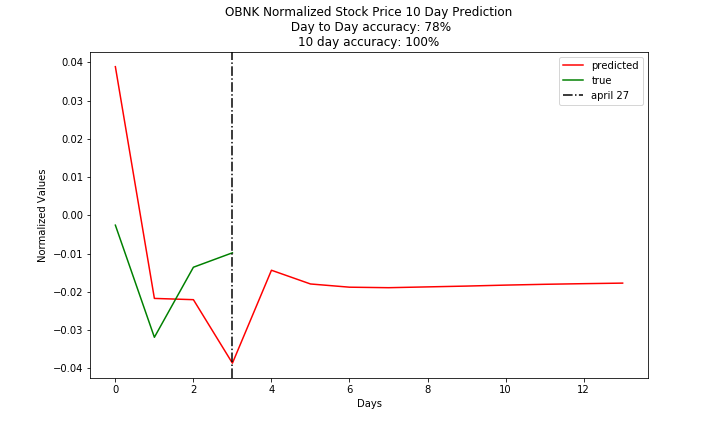 OBNK Normalized Stock Price 10 Day Prediction
Day to Day accuracy: 78%
10 day accuracy: 100%
predicted
true
april 27
0.04
0.03
0.02
0.01
0.00
−0.01
−0.02
−0.03
−0.04
Normalized Values
0 2 4 6 8 10 12
Days